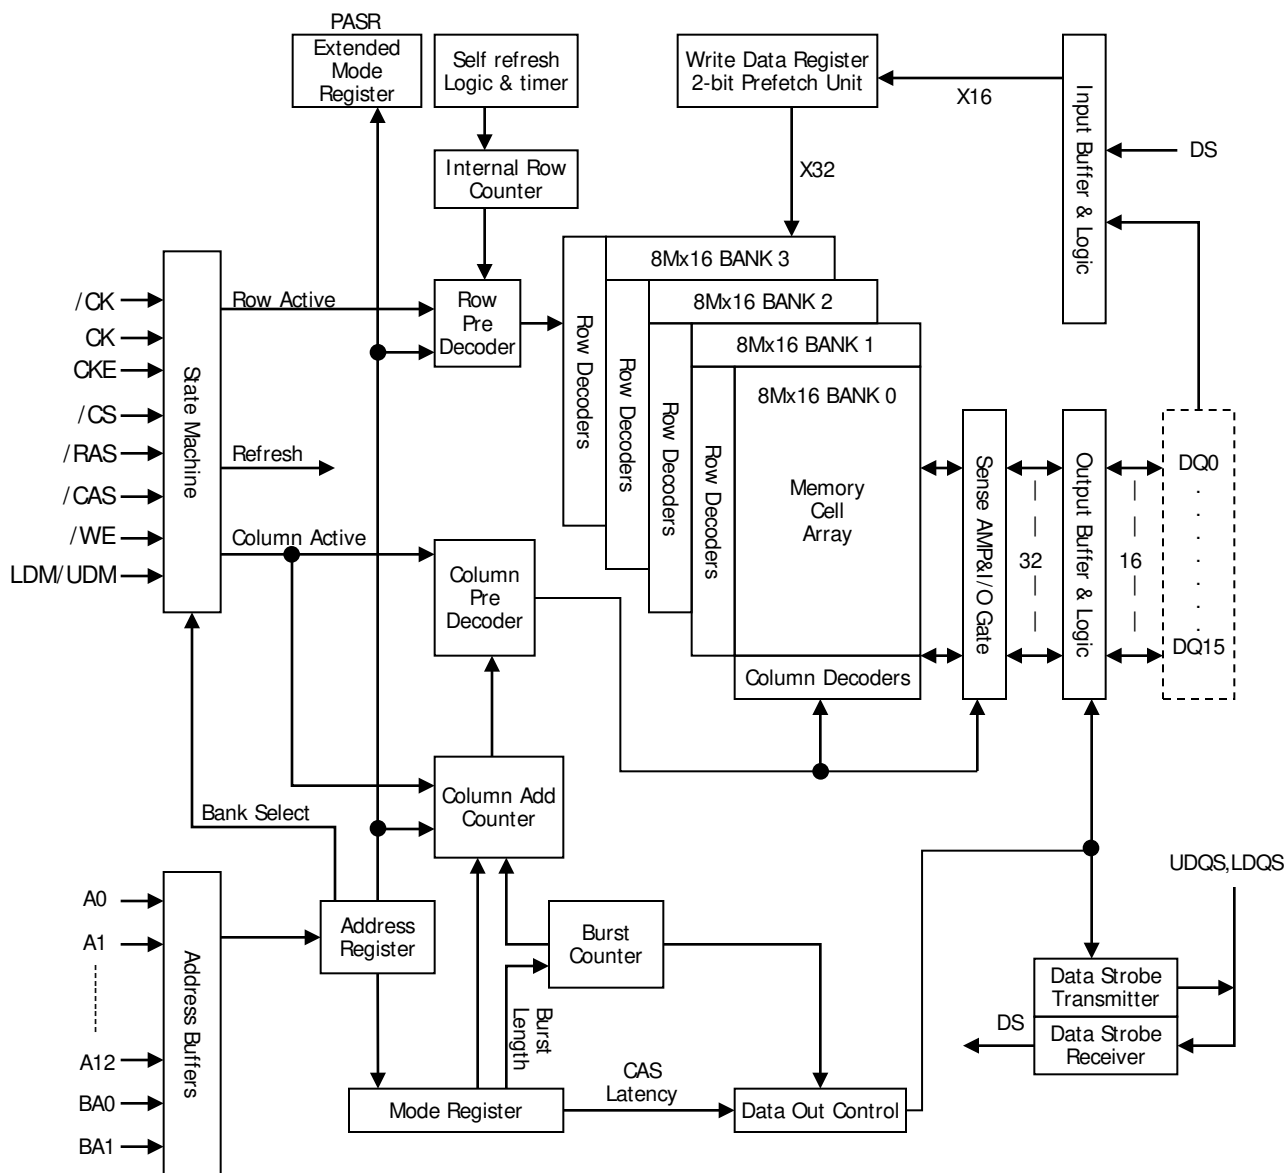 PASR
Extended
Mode
Register
Self refresh
Logic & timer
Write Data Register
2-bit Prefetch Unit
X16
Input Buffer & Logic
DS
X32
Internal Row
Counter
8Mx16 BANK 3
8Mx16 BANK 2
8Mx16 BANK 1
8Mx16 BANK 0
Row Decoders
Row Decoders
Row Decoders
Row Decoders
Memory
Cell
Array
Column Decoders
Row
Pre
Decoder
/CK
CK
CKE
/CS
/RAS
/CAS
/WE
LDM/UDM
State Machine
Row Active
Refresh
Column Active
Column
Pre
Decoder
Sense AMP&I/O Gate
32
Output Buffer & Logic
16
DQ0
DQ15
Bank Select
Column Add
Counter
A0
A1
A12
BA0
BA1
Address Buffers
Address
Register
Burst
Counter
Burst
Length
Mode Register
CAS
Latency
Data Out Control
UDQS,LDQS
Data Strobe
Transmitter
DS
Data Strobe
Receiver